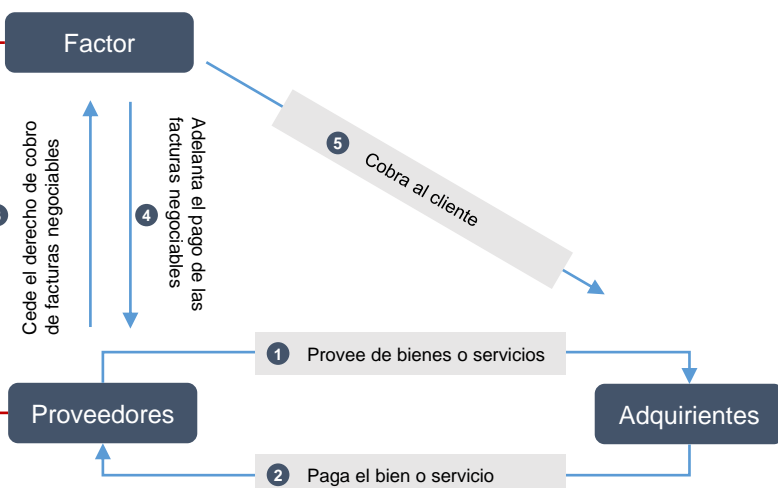 Factor
Cede el derecho de cobro
de facturas negociables
4
Adelanta el pago de las
facturas negociables
5 Cobra al cliente
1 Provee de bienes o servicios
Proveedores
Adquirientes
2 Paga el bien o servicio